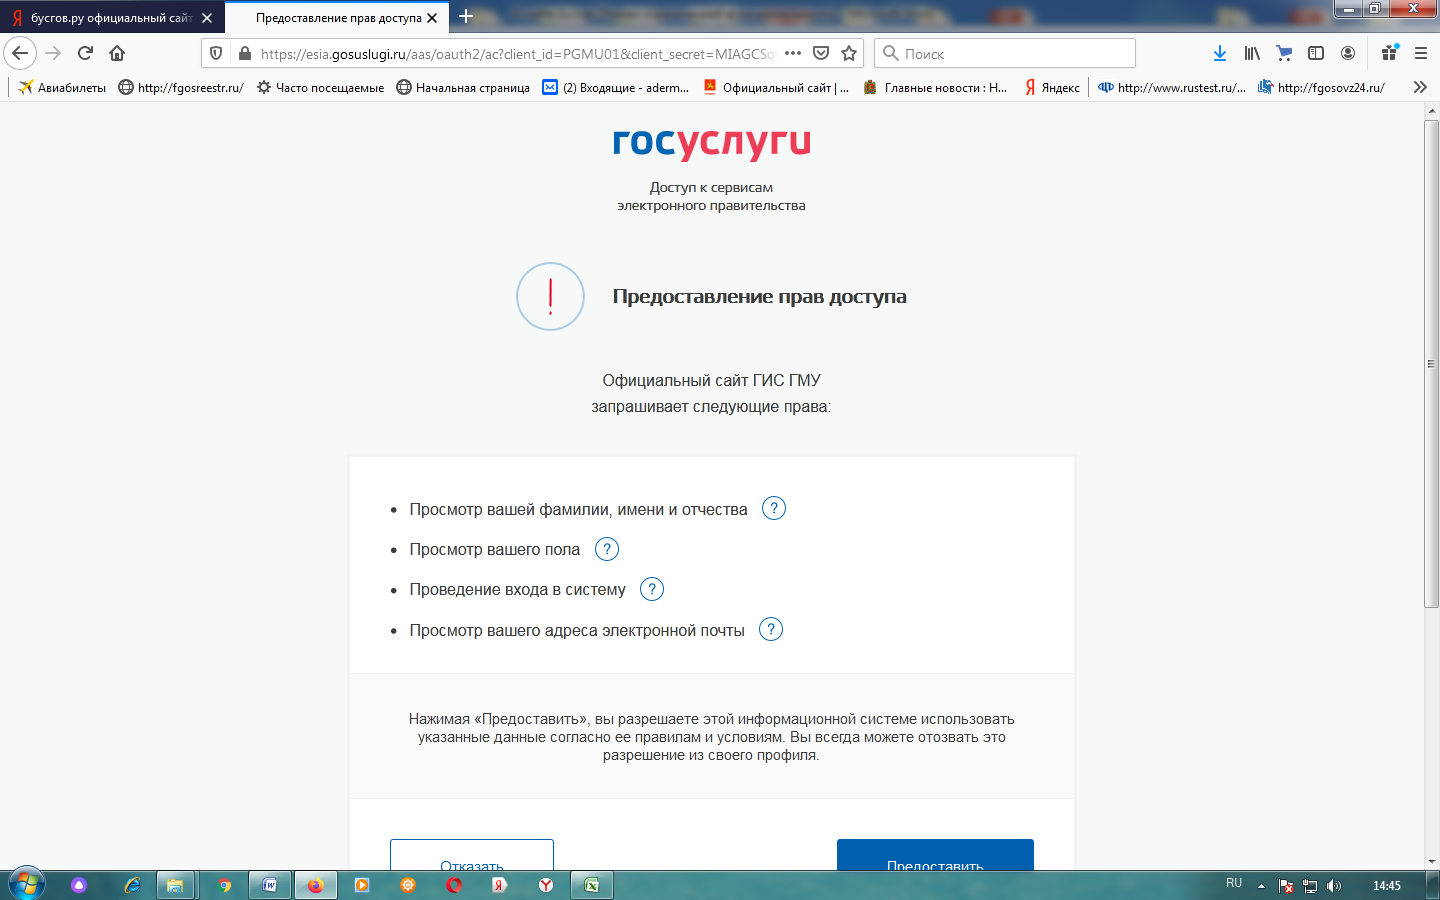 бусгов.ру официальный сайт
Предоставление прав доступа
https://esia.gosuslugi.ru/aas/oauth2/ac?client_id=PGMU01&client_secret=MIAGCSq
Поиск
Авиабилеты
http://fgosreestr.ru/
Часто посещаемые
Начальная страница
(2) Входящие - aderm...
Официальный сайт | ...
Главные новости : Н...
Яндекс
http://www.rustest.ru/...
http://fgosovz24.ru/
госуслуги
Доступ к сервисам
электронного правительства
!
Предоставление прав доступа
Официальный сайт ГИС ГМУ
запрашивает следующие права:
• Просмотр вашей фамилии, имени и отчества ?
• Просмотр вашего пола ?
• Проведение входа в систему ?
• Просмотр вашего адреса электронной почты ?
Нажимая «Предоставить», вы разрешаете этой информационной системе использовать
указанные данные согласно ее правилам и условиям. Вы всегда можете отозвать это
разрешение из своего профиля.
Отказать
Предоставить
RU
14:45